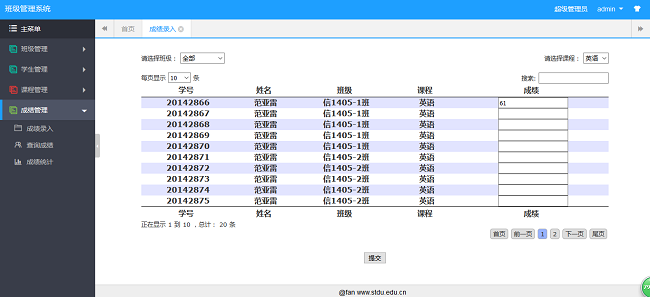 班级管理系统 超级管理员 admin
主菜单 首页 成绩录入
班级管理
学生管理
课程管理
成绩管理
成绩录入
查询成绩
成绩统计
请选择班级： 全部 请选择课程： 英语
每页显示 10 条 搜索:
学号 姓名 班级 课程 成绩
20142866 范亚雷 信1405-1班 英语 61
20142867 范亚雷 信1405-1班 英语
20142868 范亚雷 信1405-1班 英语
20142869 范亚雷 信1405-1班 英语
20142870 范亚雷 信1405-1班 英语
20142871 范亚雷 信1405-2班 英语
20142872 范亚雷 信1405-2班 英语
20142873 范亚雷 信1405-2班 英语
20142874 范亚雷 信1405-2班 英语
20142875 范亚雷 信1405-2班 英语
学号 姓名 班级 课程 成绩
正在显示 1 到 10 ，总计： 20 条
首页 前一页 1 2 下一页 尾页
提交
@fan www.stdu.edu.cn